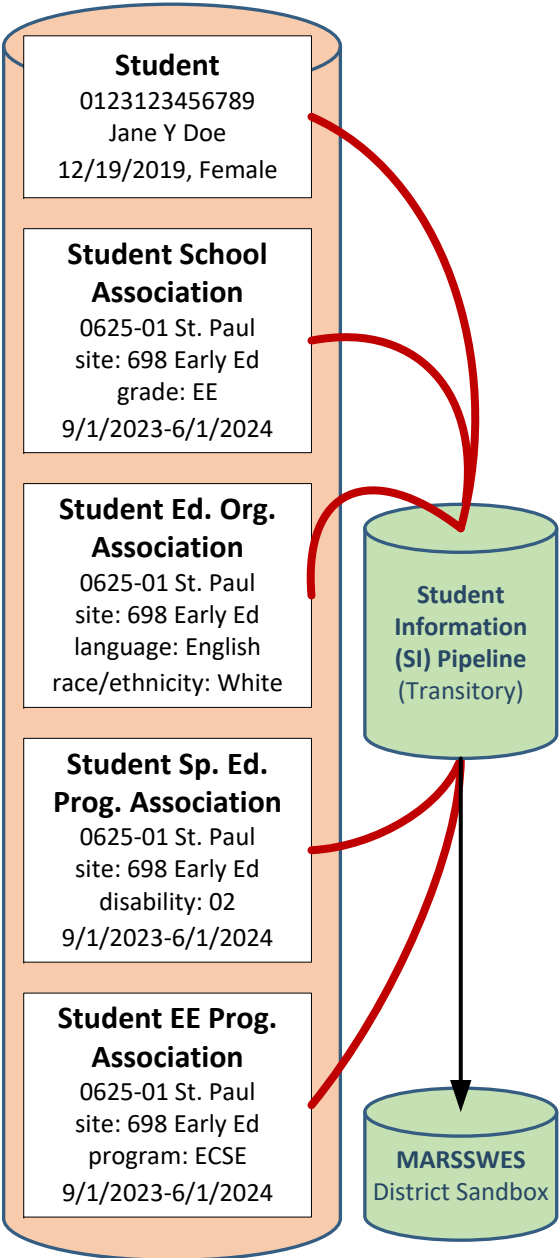 Student
0123123456789
Jane Y Doe
12/19/2019, Female
Student School
Association
0625-01 St. Paul
site: 698 Early Ed
grade: EE
9/1/2023-6/1/2024
Student Ed. Org.
Association
0625-01 St. Paul
site: 698 Early Ed
language: English
race/ethnicity: White
Student Sp. Ed.
Prog. Association
0625-01 St. Paul
site: 698 Early Ed
disability: 02
9/1/2023-6/1/2024
Student EE Prog.
Association
0625-01 St. Paul
site: 698 Early Ed
program: ECSE
9/1/2023-6/1/2024
Student
Information
(SI) Pipeline
(Transitory)
MARSSWES
District Sandbox